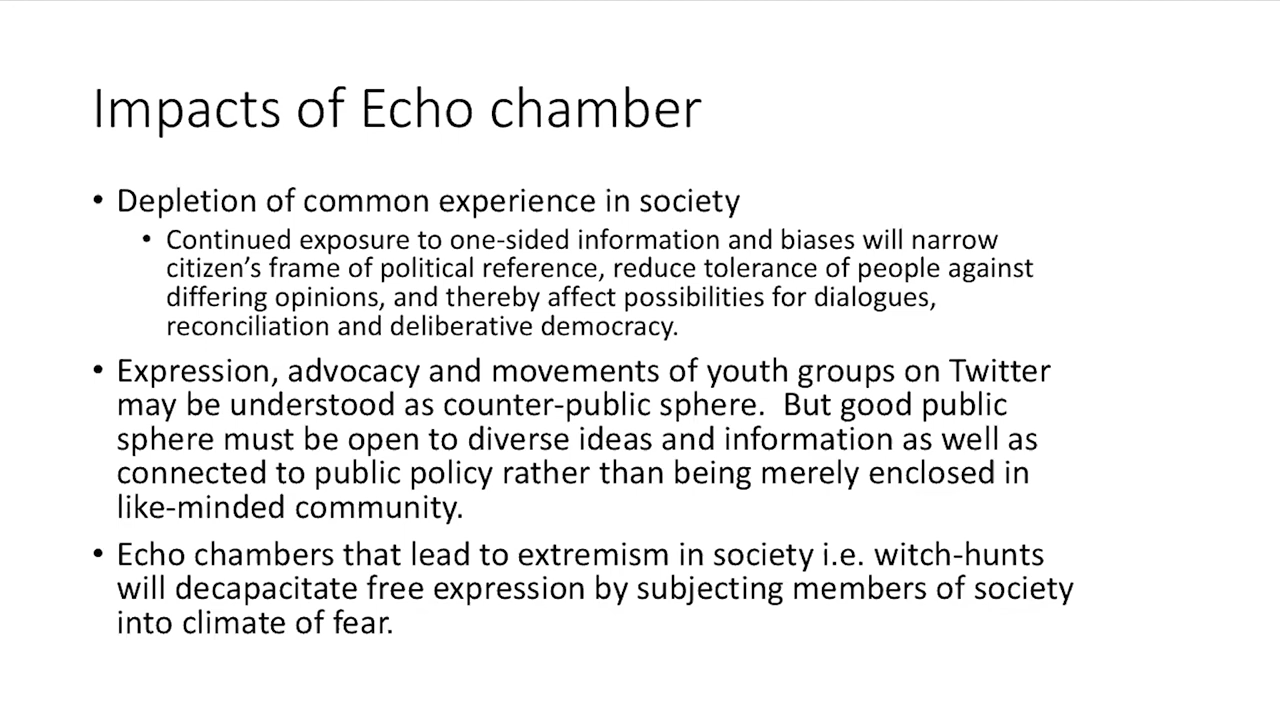 Impacts of Echo chamber
• Depletion of common experience in society
• Continued exposure to one-sided information and biases will narrow
citizen’s frame of political reference, reduce tolerance of people against
differing opinions, and thereby affect possibilities for dialogues,
reconciliation and deliberative democracy.
• Expression, advocacy and movements of youth groups on Twitter
may be understood as counter-public sphere.  But good public
sphere must be open to diverse ideas and information as well as
connected to public policy rather than being merely enclosed in
like-minded community.
• Echo chambers that lead to extremism in society i.e. witch-hunts
will decapacitate free expression by subjecting members of society
into climate of fear.